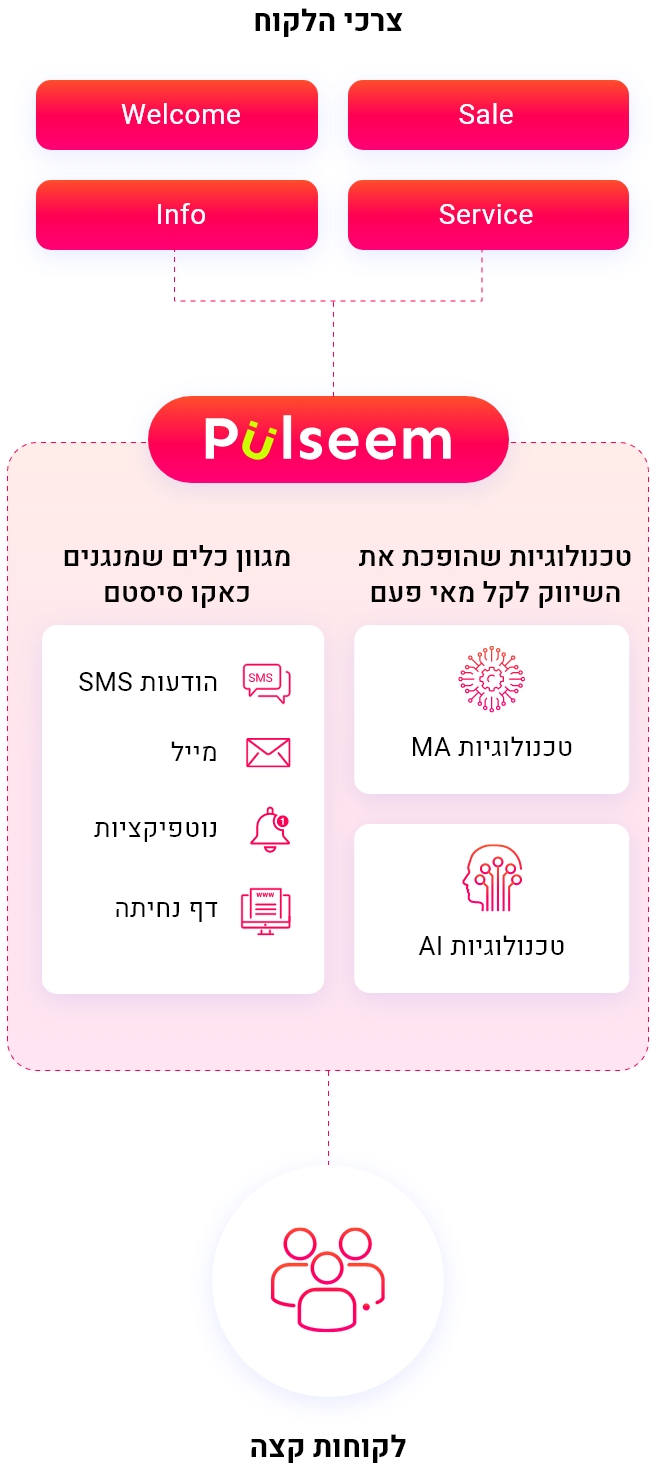 צרכי הלקוח
Welcome
Sale
Info
Service
Pulseem
טכנולוגיות שהופכת את
השיווק לקל מאי פעם
טכנולוגיות MA
טכנולוגיות AI
מגוון כלים שמנגנים
כאקו סיסטם
SMS
הודעות SMS
מייל
1
נוטפיקציות
www
דף נחיתה
לקוחות קצה